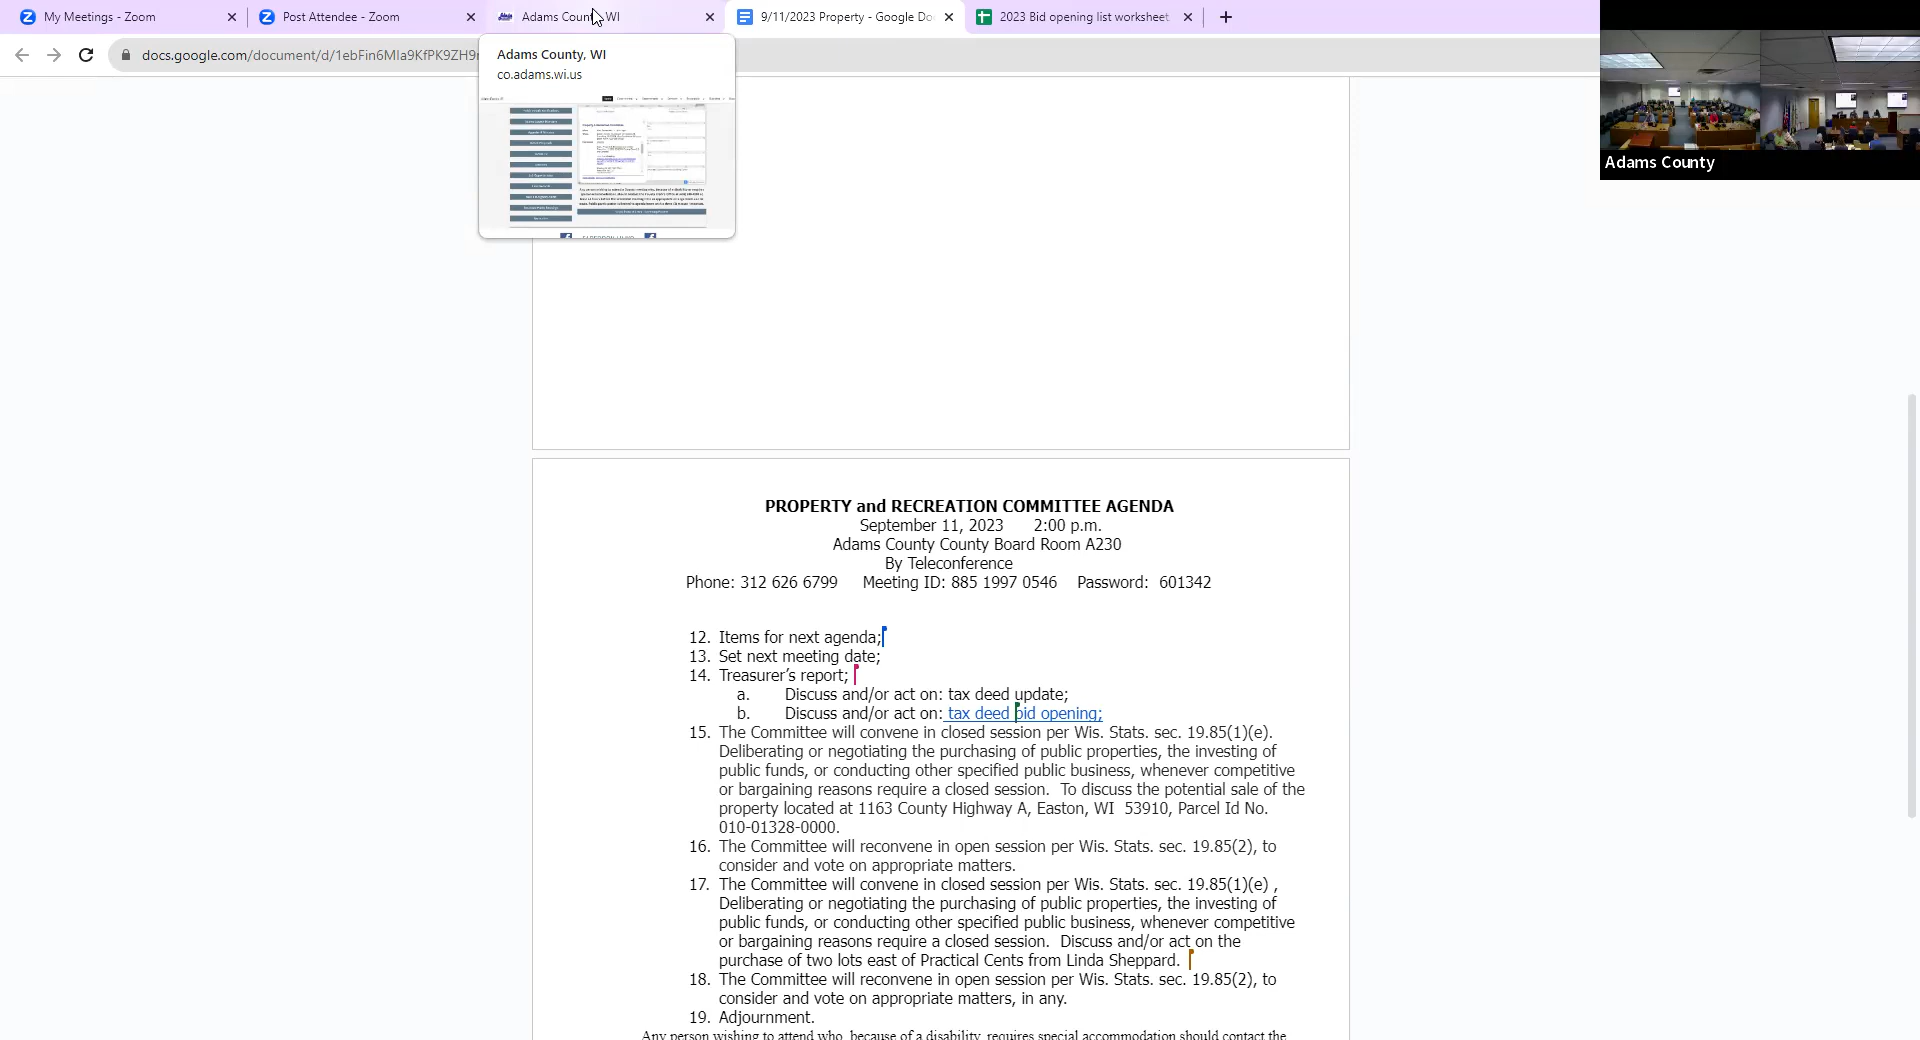 My Meetings - Zoom
Post Attendee - Zoom
Adams County, WI
9/11/2023 Property - Google Do
2023 Bid opening list worksheet
docs.google.com/document/d/1ebFin6Mla9KfPK9ZH9
Adams County, WI
co.adams.wi.us
Adams County
PROPERTY and RECREATION COMMITTEE AGENDA
September 11, 2023 2:00 p.m.
Adams County County Board Room A230
By Teleconference
Phone: 312 626 6799 Meeting ID: 885 1997 0546 Password: 601342
12. Items for next agenda;
13. Set next meeting date;
14. Treasurer’s report;
a. Discuss and/or act on: tax deed update;
b. Discuss and/or act on: tax deed bid opening;
15. The Committee will convene in closed session per Wis. Stats. sec. 19.85(1)(e).
Deliberating or negotiating the purchasing of public properties, the investing of
public funds, or conducting other specified public business, whenever competitive
or bargaining reasons require a closed session. To discuss the potential sale of the
property located at 1163 County Highway A, Easton, WI 53910, Parcel Id No.
010-01328-0000.
16. The Committee will reconvene in open session per Wis. Stats. sec. 19.85(2), to
consider and vote on appropriate matters.
17. The Committee will convene in closed session per Wis. Stats. sec. 19.85(1)(e) ,
Deliberating or negotiating the purchasing of public properties, the investing of
public funds, or conducting other specified public business, whenever competitive
or bargaining reasons require a closed session. Discuss and/or act on the
purchase of two lots east of Practical Cents from Linda Sheppard.
18. The Committee will reconvene in open session per Wis. Stats. sec. 19.85(2), to
consider and vote on appropriate matters, in any.
19. Adjournment.
Any person wishing to attend who, because of a disability, requires special accommodation should contact the